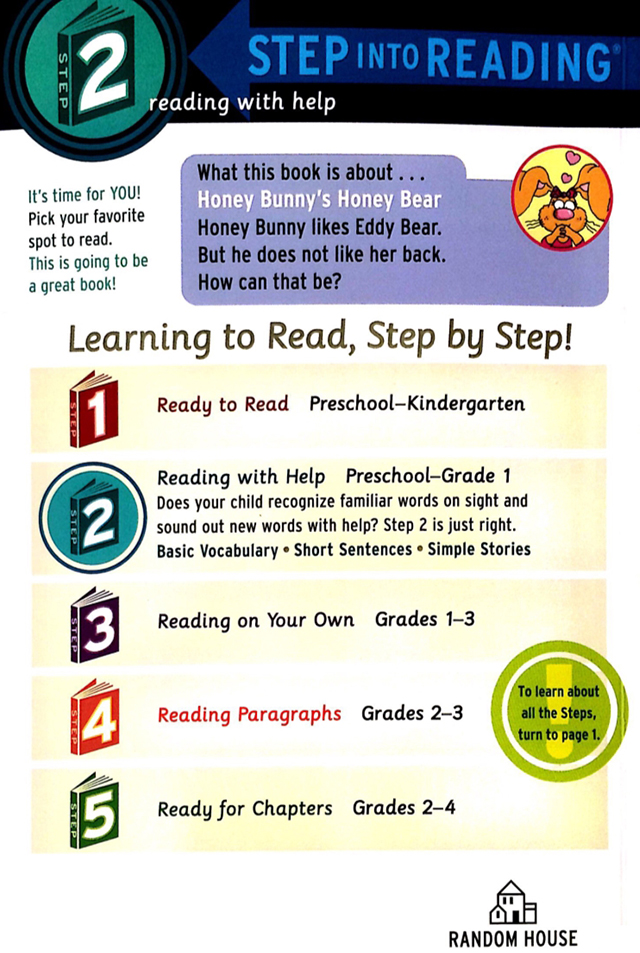 STEP 2
STEP INTO READING®
reading with help
It's time for YOU!
Pick your favorite
spot to read.
This is going to be
a great book!
What this book is about . . .
Honey Bunny's Honey Bear
Honey Bunny likes Eddy Bear.
But he does not like her back.
How can that be?
Learning to Read, Step by Step!
STEP 1
Ready to Read Preschool–Kindergarten
STEP 2
Reading with Help Preschool–Grade 1
Does your child recognize familiar words on sight and
sound out new words with help? Step 2 is just right.
Basic Vocabulary • Short Sentences • Simple Stories
STEP 3
Reading on Your Own Grades 1–3
STEP 4
Reading Paragraphs Grades 2–3
!
To learn about
all the Steps,
turn to page 1.
STEP 5
Ready for Chapters Grades 2–4
RANDOM HOUSE